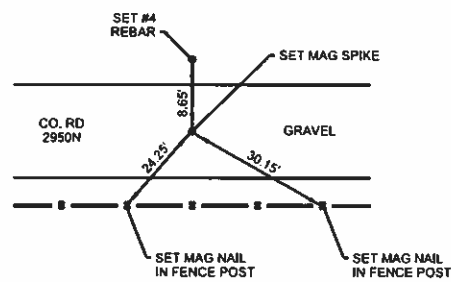 SET #4
REBAR
SET MAG SPIKE
8.65'
CO. RD
2950N
GRAVEL
24.25'
30.15'
SET MAG NAIL
IN FENCE POST
SET MAG NAIL
IN FENCE POST